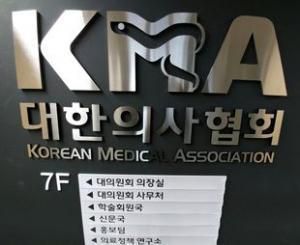 KMA
대한의사협회
KOREAN MEDICAL ASSOCIATION
7F
◀ 대의원회 의장실
◀ 대의원회 사무처
◀ 학술회원국
◀ 신문국
◀ 홍보팀
◀ 의료정책 연구소